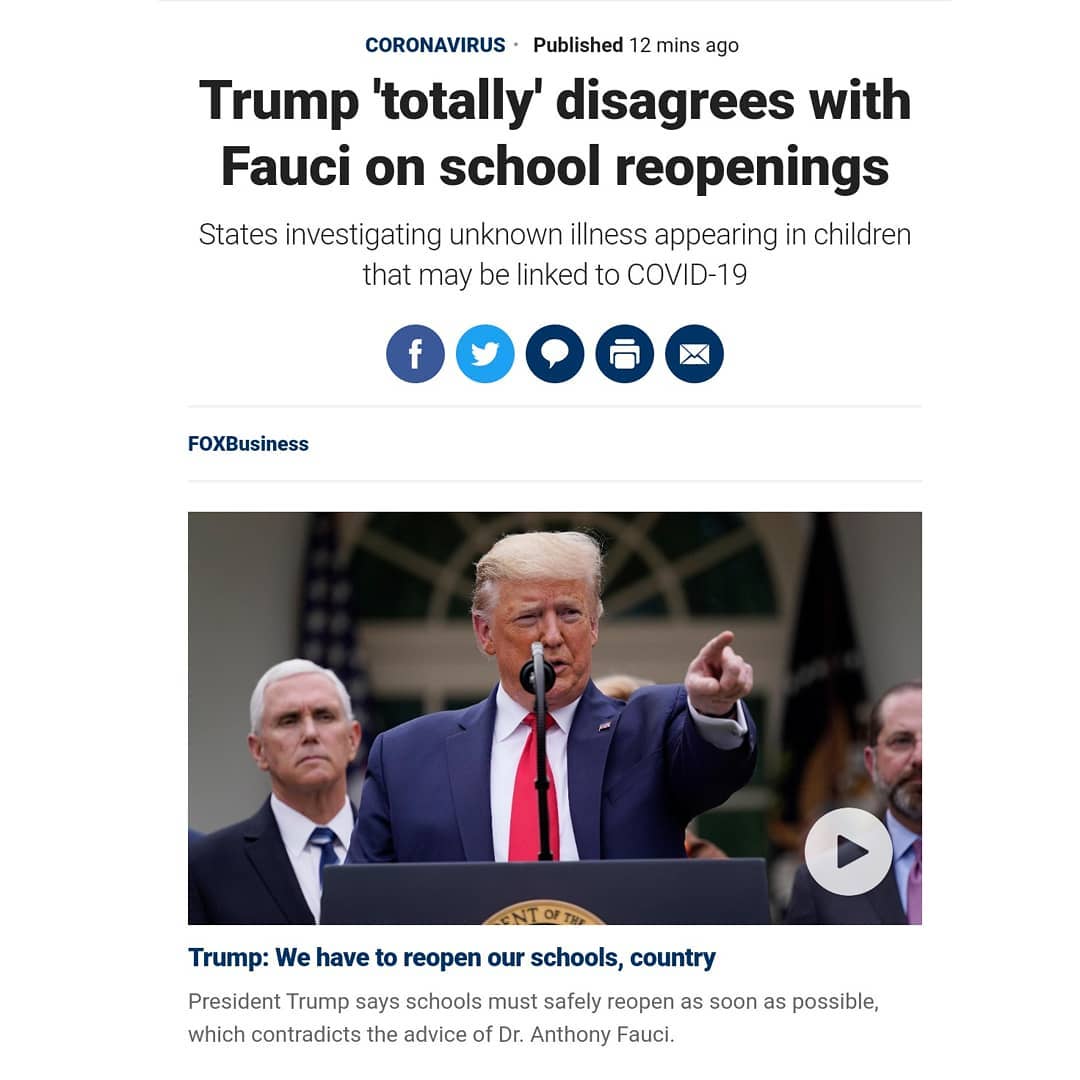 CORONAVIRUS · Published 12 mins ago
Trump 'totally' disagrees with
Fauci on school reopenings
States investigating unknown illness appearing in children
that may be linked to COVID-19
FOXBusiness
ENT OF THE
Trump: We have to reopen our schools, country
President Trump says schools must safely reopen as soon as possible,
which contradicts the advice of Dr. Anthony Fauci.